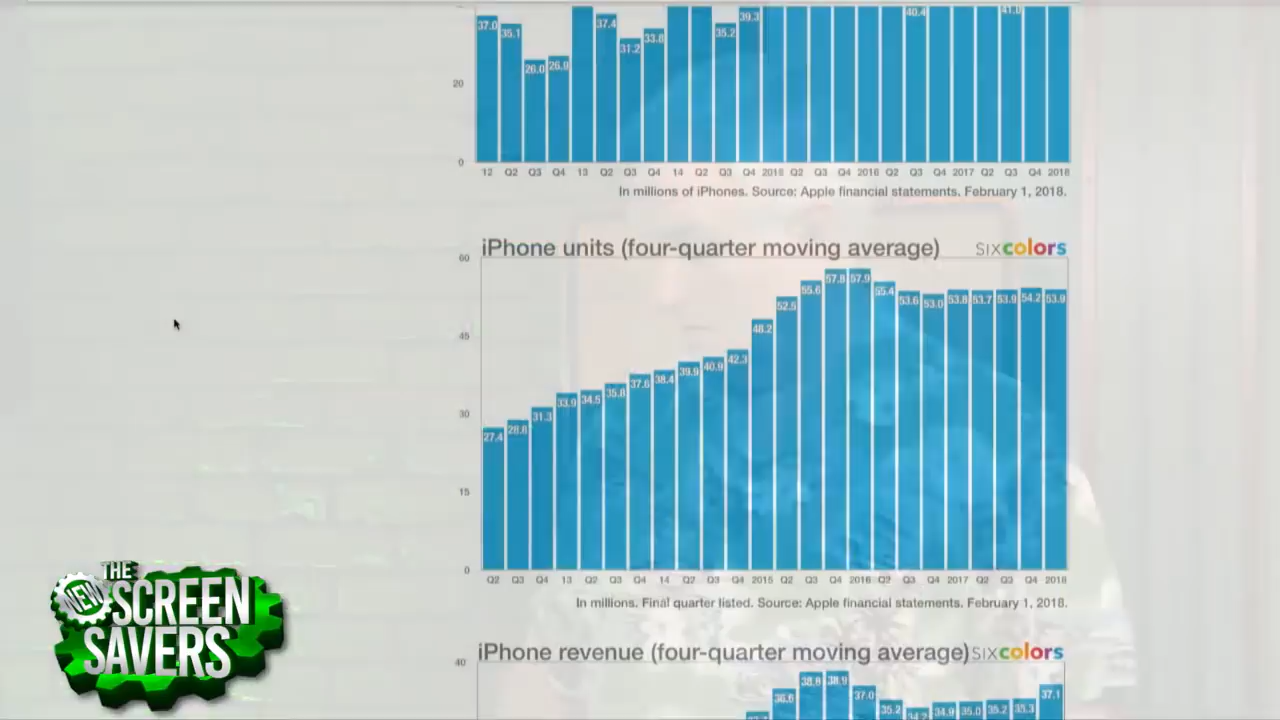 37.0 35.1 26.0 26.9 37.4 31.2 33.8 35.2 39.3 40.4 41.0
20
0
12 Q2 Q3 Q4 13 Q2 Q3 Q4 14 Q2 Q3 Q4 2015 Q2 Q3 Q4 2016 Q2 Q3 Q4 2017 Q2 Q3 Q4 2018
In millions of iPhones. Source: Apple financial statements. February 1, 2018.
iPhone units (four-quarter moving average) SIXcolors
60
45
30
15
0
27.4 28.8 31.3 33.9 34.5 35.8 37.6 38.4 39.9 40.9 42.3 48.2 52.5 55.6 57.8 57.9 55.4 53.6 53.0 53.8 53.7 53.9 54.2 53.9
Q2 Q3 Q4 13 Q2 Q3 Q4 14 Q2 Q3 Q4 2015 Q2 Q3 Q4 2016 Q2 Q3 Q4 2017 Q2 Q3 Q4 2018
In millions. Final quarter listed. Source: Apple financial statements. February 1, 2018.
iPhone revenue (four-quarter moving average) SIXcolors
40
36.6 38.6 38.9 37.0 35.2 34.9 35.0 35.2 35.3 37.1
THE
NEW SCREEN
SAVERS